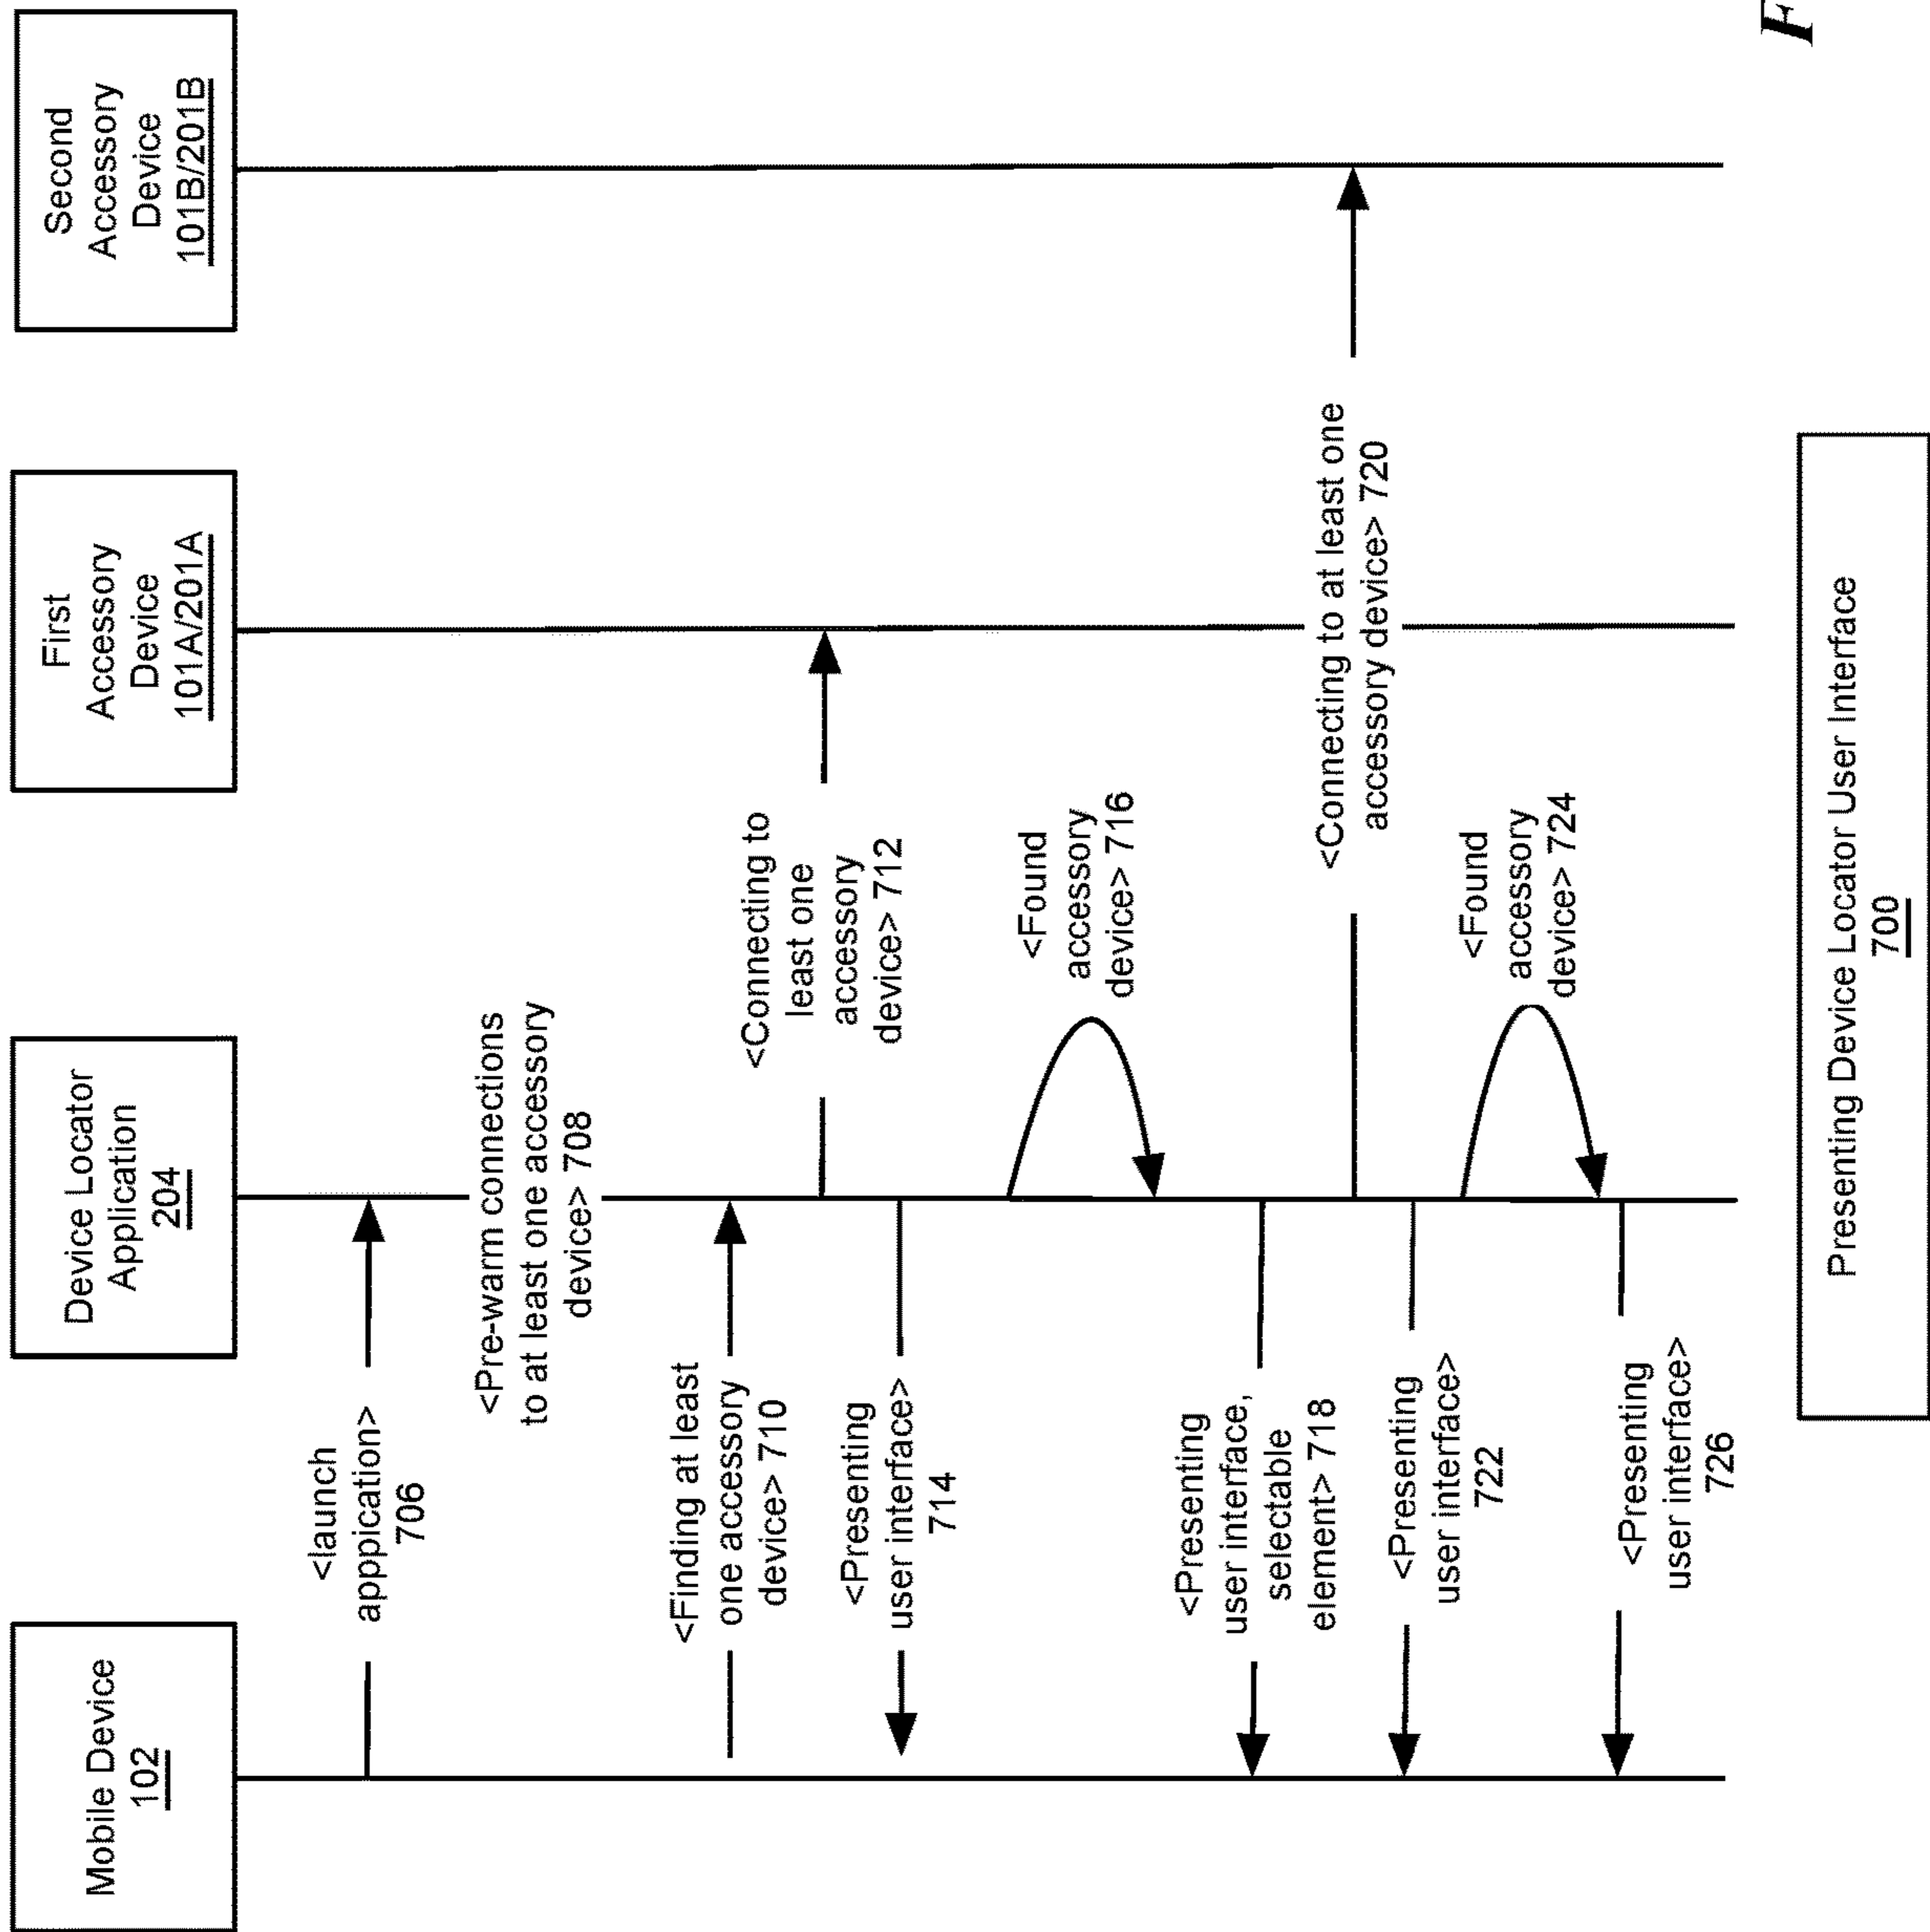 Mobile Device
102
Device Locator
Application
204
First
Accessory
Device
101A/201A
Second
Accessory
Device
101B/201B
<launch
appication>
706
<Pre-warm connections
to at least one accessory
device> 708
<Finding at least
one accessory
device> 710
<Connecting to
least one
accessory
device> 712
<Presenting
user interface>
714
<Found
accessory
device> 716
<Presenting
user interface,
selectable
element> 718
<Connecting to at least one
accessory device> 720
<Presenting
user interface>
722
<Found
accessory
device> 724
<Presenting
user interface>
726
Presenting Device Locator User Interface
700
F